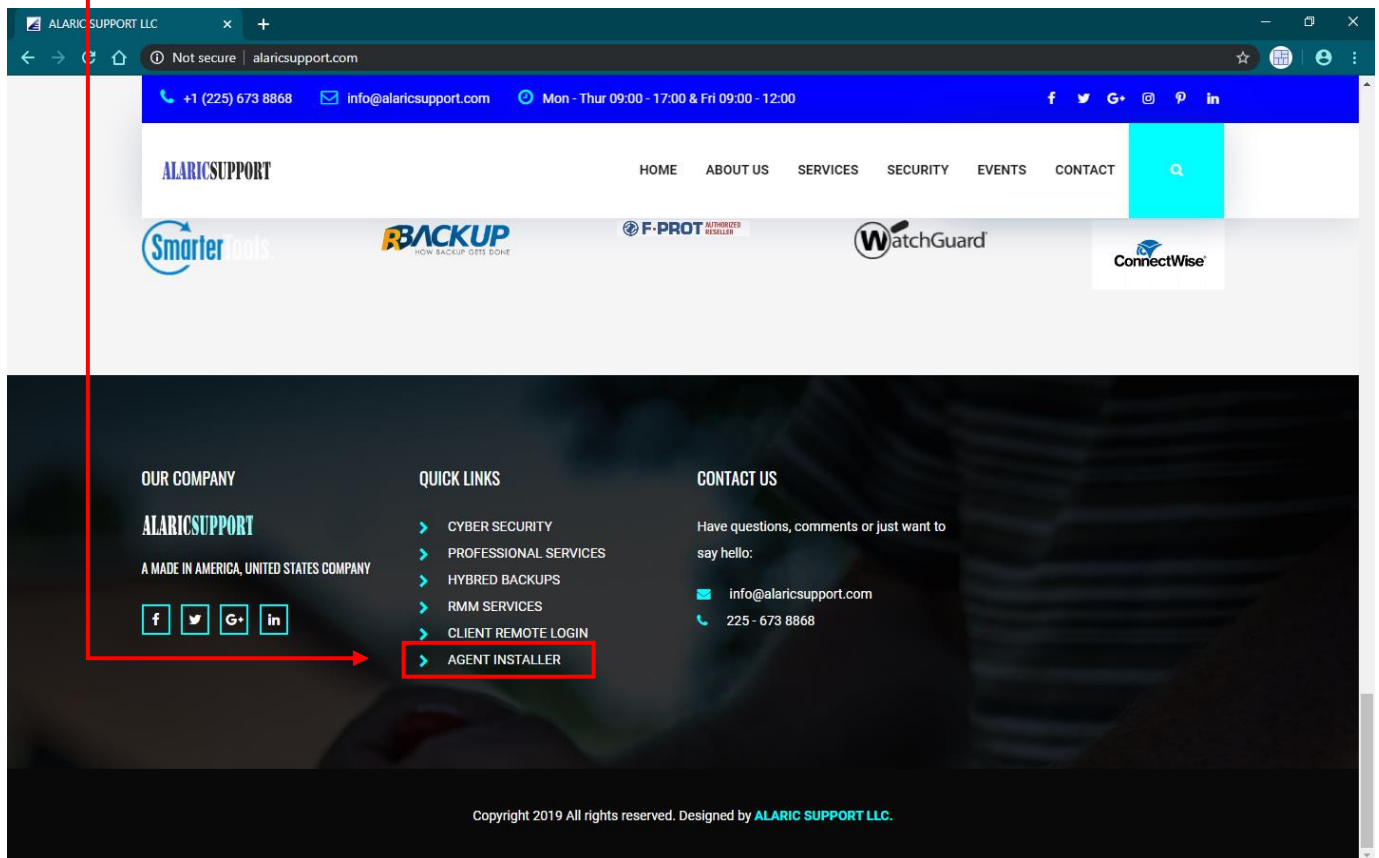 ALARIC SUPPORT LLC
Not secure | alaricsupport.com
+1 (225) 673 8868 info@alaricsupport.com Mon - Thur 09:00 - 17:00 & Fri 09:00 - 12:00
ALARICSUPPORT
HOME ABOUT US SERVICES SECURITY EVENTS CONTACT
SmarterTools
RBACKUP
HOW BACKUP GETS DONE
F-PROT AUTHORIZED RESELLER
WatchGuard
ConnectWise
OUR COMPANY
ALARICSUPPORT
A MADE IN AMERICA, UNITED STATES COMPANY
QUICK LINKS
CYBER SECURITY
PROFESSIONAL SERVICES
HYBRED BACKUPS
RMM SERVICES
CLIENT REMOTE LOGIN
AGENT INSTALLER
CONTACT US
Have questions, comments or just want to
say hello:
info@alaricsupport.com
225 - 673 8868
Copyright 2019 All rights reserved. Designed by ALARIC SUPPORT LLC.